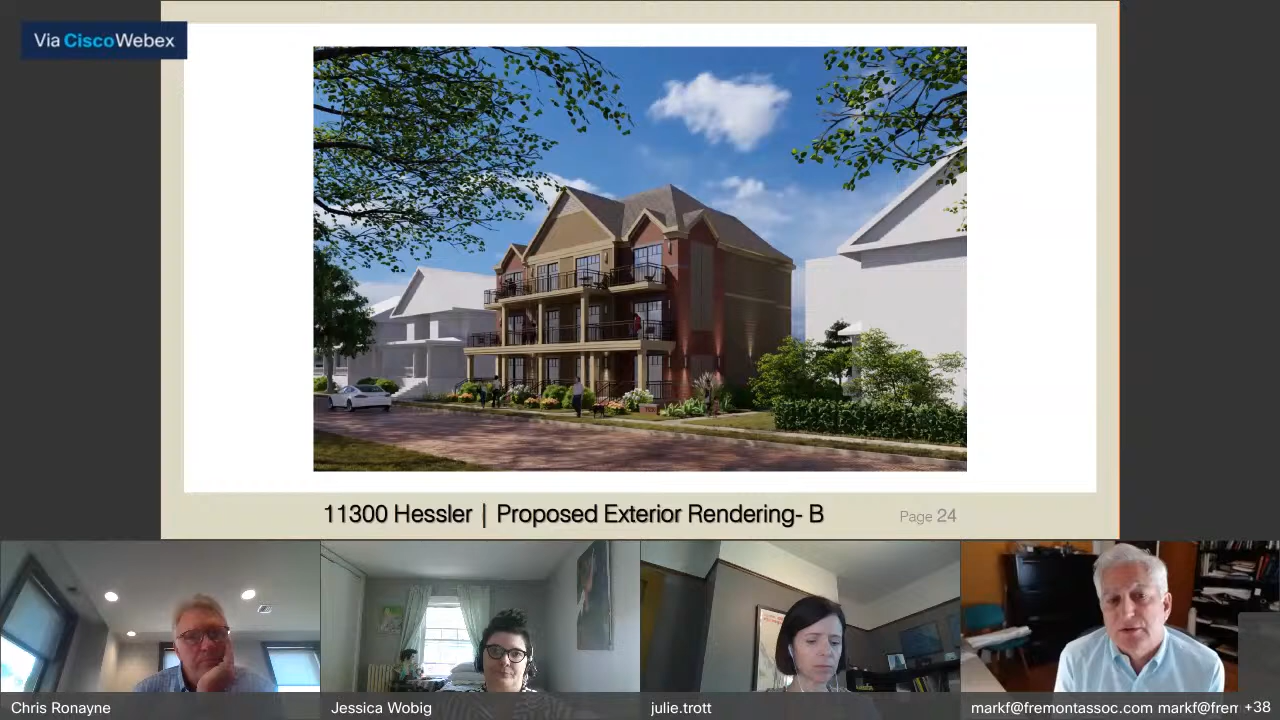 Via CiscoWebex
11300 Hessler | Proposed Exterior Rendering- B
Page 24
Chris Ronayne
Jessica Wobig
julie.trott
markf@fremontassoc.com markf@frer +38